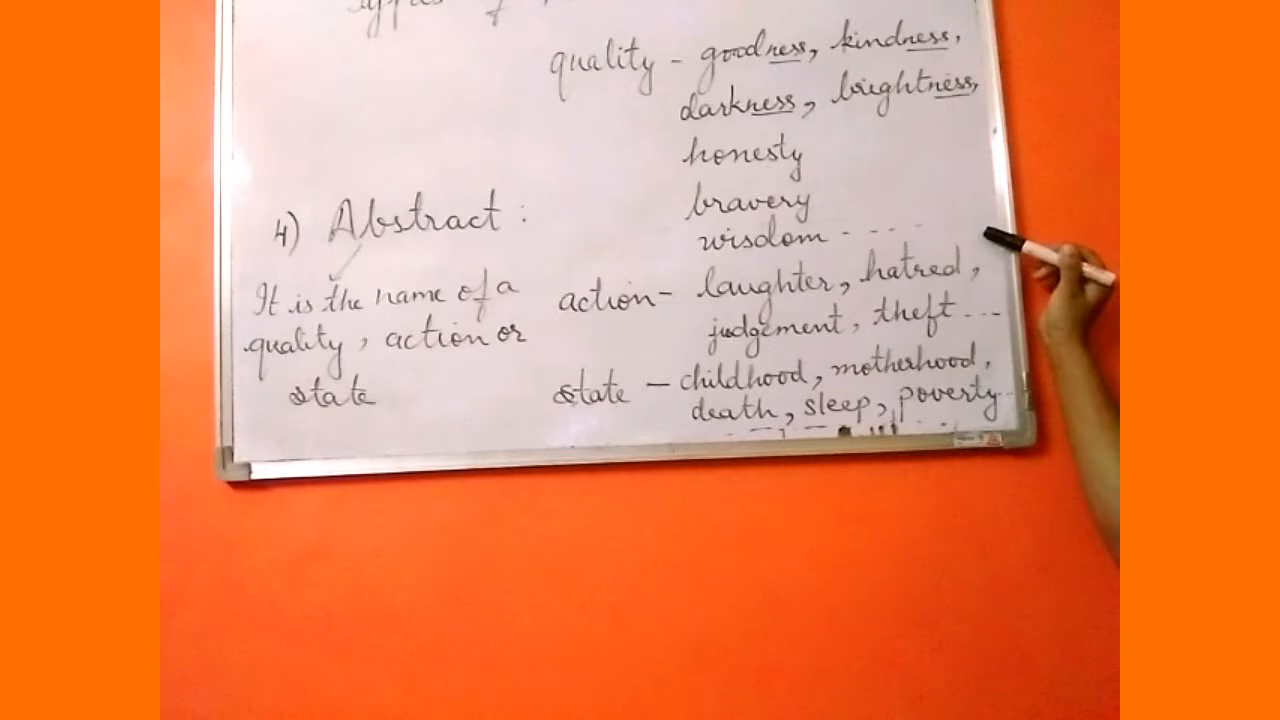 quality - goodness, kindness,
darkness, brightness,
honesty
bravery
wisdom - - - -
4) Abstract :
It is the name of a
quality, action or
state
action - laughter, hatred,
judgement, theft ...
state - childhood, motherhood,
death, sleep, poverty